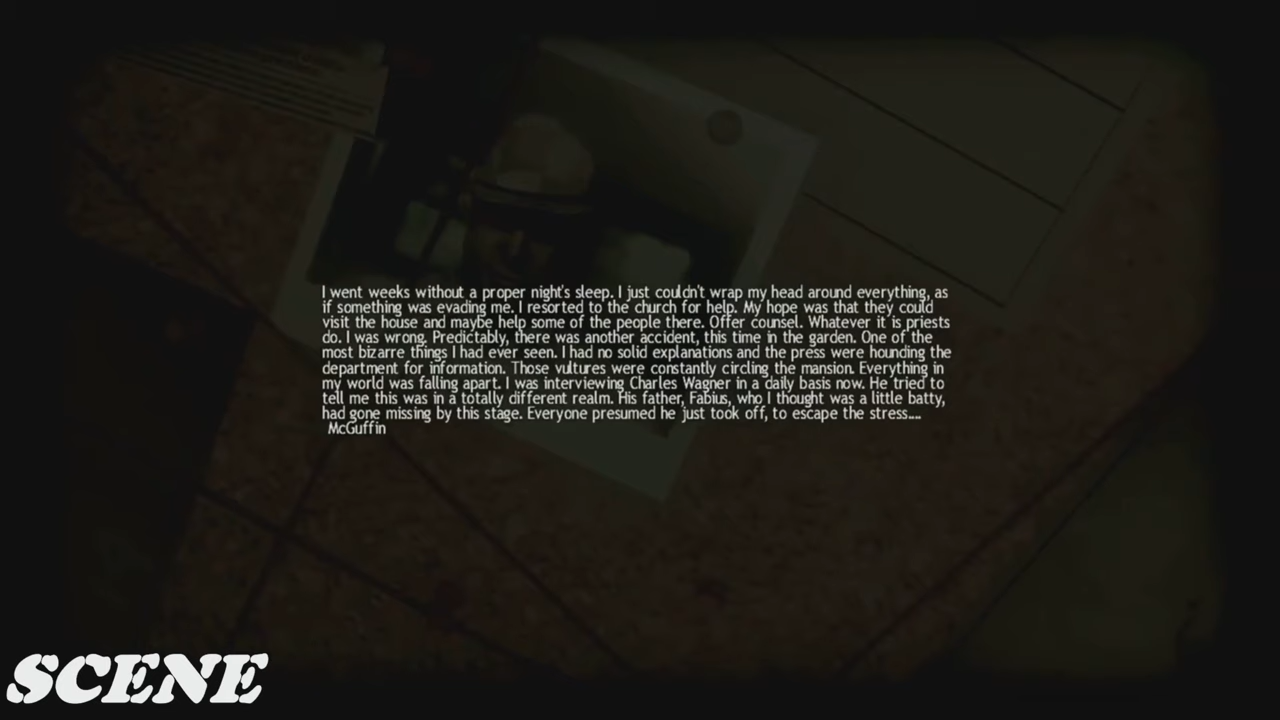 I went weeks without a proper night's sleep. I just couldn't wrap my head around everything, as
if something was evading me. I resorted to the church for help. My hope was that they could
visit the house and maybe help some of the people there. Offer counsel. Whatever it is priests
do. I was wrong. Predictably, there was another accident, this time in the garden. One of the
most bizarre things I had ever seen. I had no solid explanations and the press were hounding the
department for information. Those vultures were constantly circling the mansion. Everything in
my world was falling apart. I was interviewing Charles Wagner in a daily basis now. He tried to
tell me this was in a totally different realm. His father, Fabius, who I thought was a little batty,
had gone missing by this stage. Everyone presumed he just took off, to escape the stress....
McGuffin
SCENE